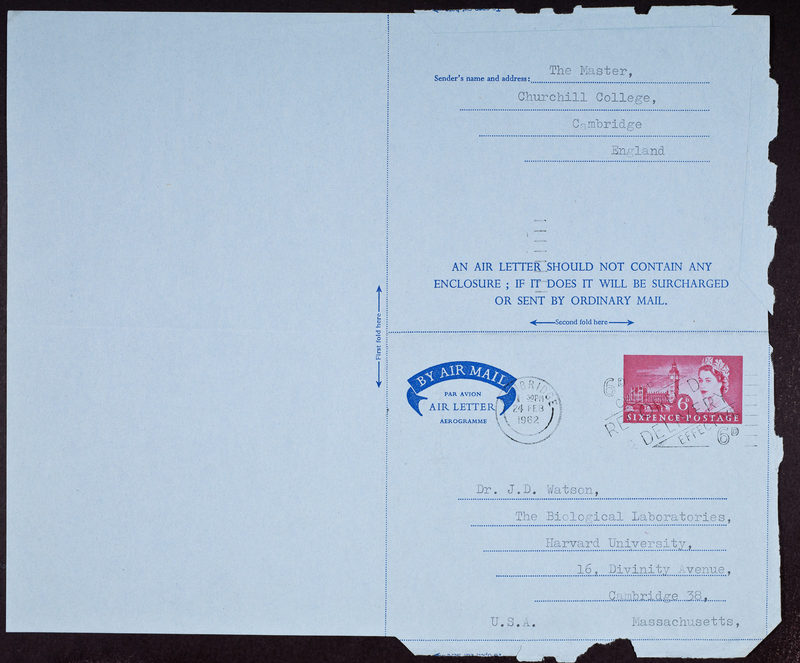 Sender's name and address: The Master,
Churchill College,
Cambridge
England
AN AIR LETTER SHOULD NOT CONTAIN ANY
ENCLOSURE ; IF IT DOES IT WILL BE SURCHARGED
OR SENT BY ORDINARY MAIL.
Second fold here
First fold here
BY AIR MAIL
PAR AVION
AIR LETTER
AEROGRAMME
24 FEB
1962
6
SIXPENCE·POSTAGE
6D
6D
Dr. J.D. Watson,
The Biological Laboratories,
Harvard University,
16, Divinity Avenue,
Cambridge 38,
U.S.A. Massachusetts,